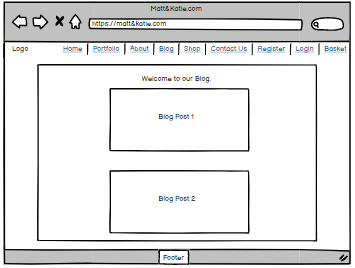 Matt&Katie.com
https://matt&katie.com
Logo Home Portfolio About Blog Shop Contact Us Register Login Basket
Welcome to our Blog.
Blog Post 1
Blog Post 2
Footer